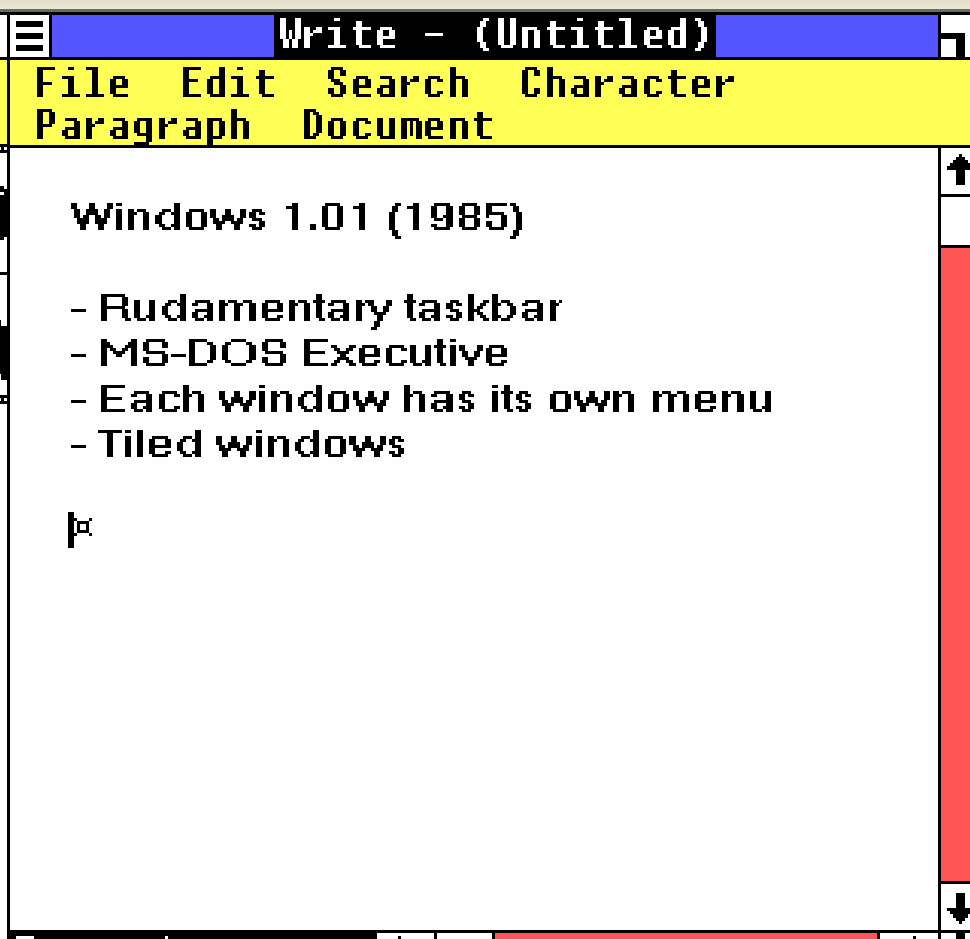 Write - (Untitled)
File Edit Search Character
Paragraph Document
Windows 1.01 (1985)
- Rudamentary taskbar
- MS-DOS Executive
- Each window has its own menu
- Tiled windows
¤